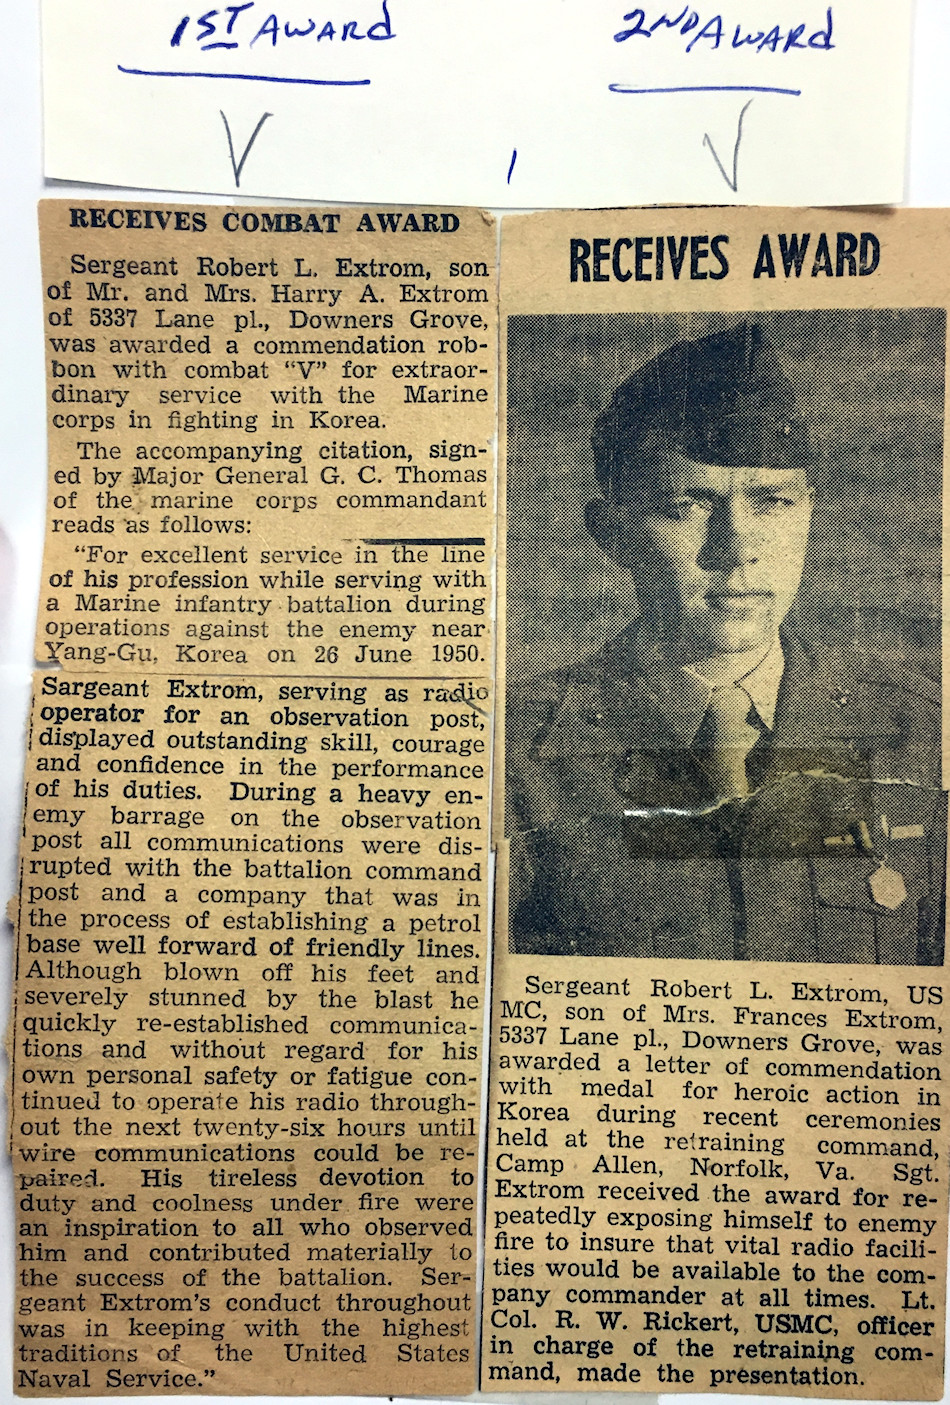 1ST AWARd
2ND AWARd
RECEIVES COMBAT AWARD
Sergeant Robert L. Extrom, son
of Mr. and Mrs. Harry A. Extrom
of 5337 Lane pl., Downers Grove,
was awarded a commendation rob-
bon with combat "V" for extraor-
dinary service with the Marine
corps in fighting in Korea.
The accompanying citation, sign-
ed by Major General G. C. Thomas
of the marine corps commandant
reads as follows:
"For excellent service in the line
of his profession while serving with
a Marine infantry battalion during
operations against the enemy near
Yang-Gu, Korea on 26 June 1950.
Sargeant Extrom, serving as radio
operator for an observation post,
displayed outstanding skill, courage
and confidence in the performance
of his duties. During a heavy en-
emy barrage on the observation
post all communications were dis-
rupted with the battalion command
post and a company that was in
the process of establishing a petrol
base well forward of friendly lines.
Although blown off his feet and
severely stunned by the blast he
quickly re-established communica-
tions and without regard for his
own personal safety or fatigue con-
tinued to operate his radio through-
out the next twenty-six hours until
wire communications could be re-
paired. His tireless devotion to
duty and coolness under fire were
an inspiration to all who observed
him and contributed materially to
the success of the battalion. Ser-
geant Extrom's conduct throughout
was in keeping with the highest
traditions of the United States
Naval Service."
RECEIVES AWARD
Sergeant Robert L. Extrom, US
MC, son of Mrs. Frances Extrom,
5337 Lane pl., Downers Grove, was
awarded a letter of commendation
with medal for heroic action in
Korea during recent ceremonies
held at the retraining command,
Camp Allen, Norfolk, Va. Sgt.
Extrom received the award for re-
peatedly exposing himself to enemy
fire to insure that vital radio facili-
ties would be available to the com-
pany commander at all times. Lt.
Col. R. W. Rickert, USMC, officer
in charge of the retraining com-
mand, made the presentation.